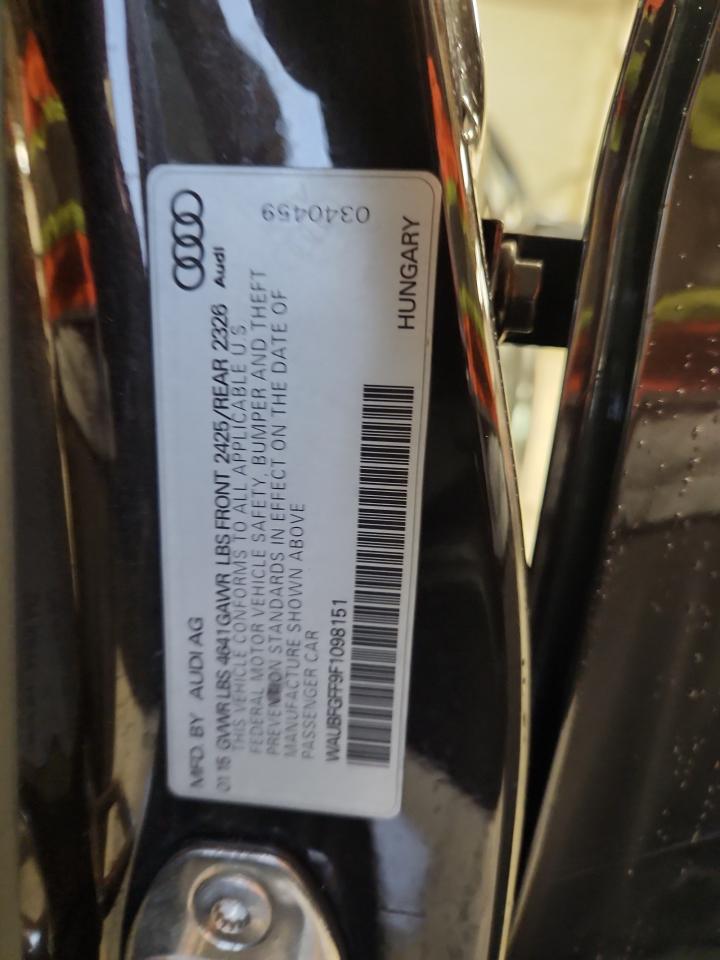 MFD. BY AUDI AG
01 15 GVWR LBS 4641 GAWR LBS FRONT 2425/REAR 2326
THIS VEHICLE CONFORMS TO ALL APPLICABLE U.S
FEDERAL MOTOR VEHICLE SAFETY, BUMPER AND THEFT
PREVENTION STANDARDS IN EFFECT ON THE DATE OF
MANUFACTURE SHOWN ABOVE
PASSENGER CAR
WAUBFGFF9F1098151
Audi
0340459
HUNGARY